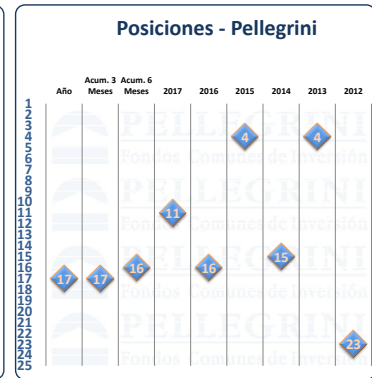 Posiciones - Pellegrini
Año Acum. 3 Meses Acum. 6 Meses 2017 2016 2015 2014 2013 2012
1
2
3
4
5
6
7
8
9
10
11
12
13
14
15
16
17
18
19
20
21
22
23
24
25
17 17 16 11 16 4 15 4 23
PELLEGRINI
Fondos Comunes de Inversión
PELLEGRINI
Fondos Comunes de Inversión
PELLEGRINI
Fondos Comunes de Inversión
PELLEGRINI
Fondos Comunes de Inversión